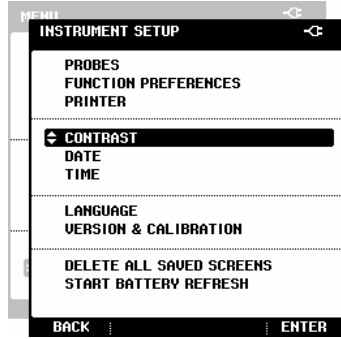 MENU
INSTRUMENT SETUP
PROBES
FUNCTION PREFERENCES
PRINTER
CONTRAST
DATE
TIME
LANGUAGE
VERSION & CALIBRATION
DELETE ALL SAVED SCREENS
START BATTERY REFRESH
BACK ENTER